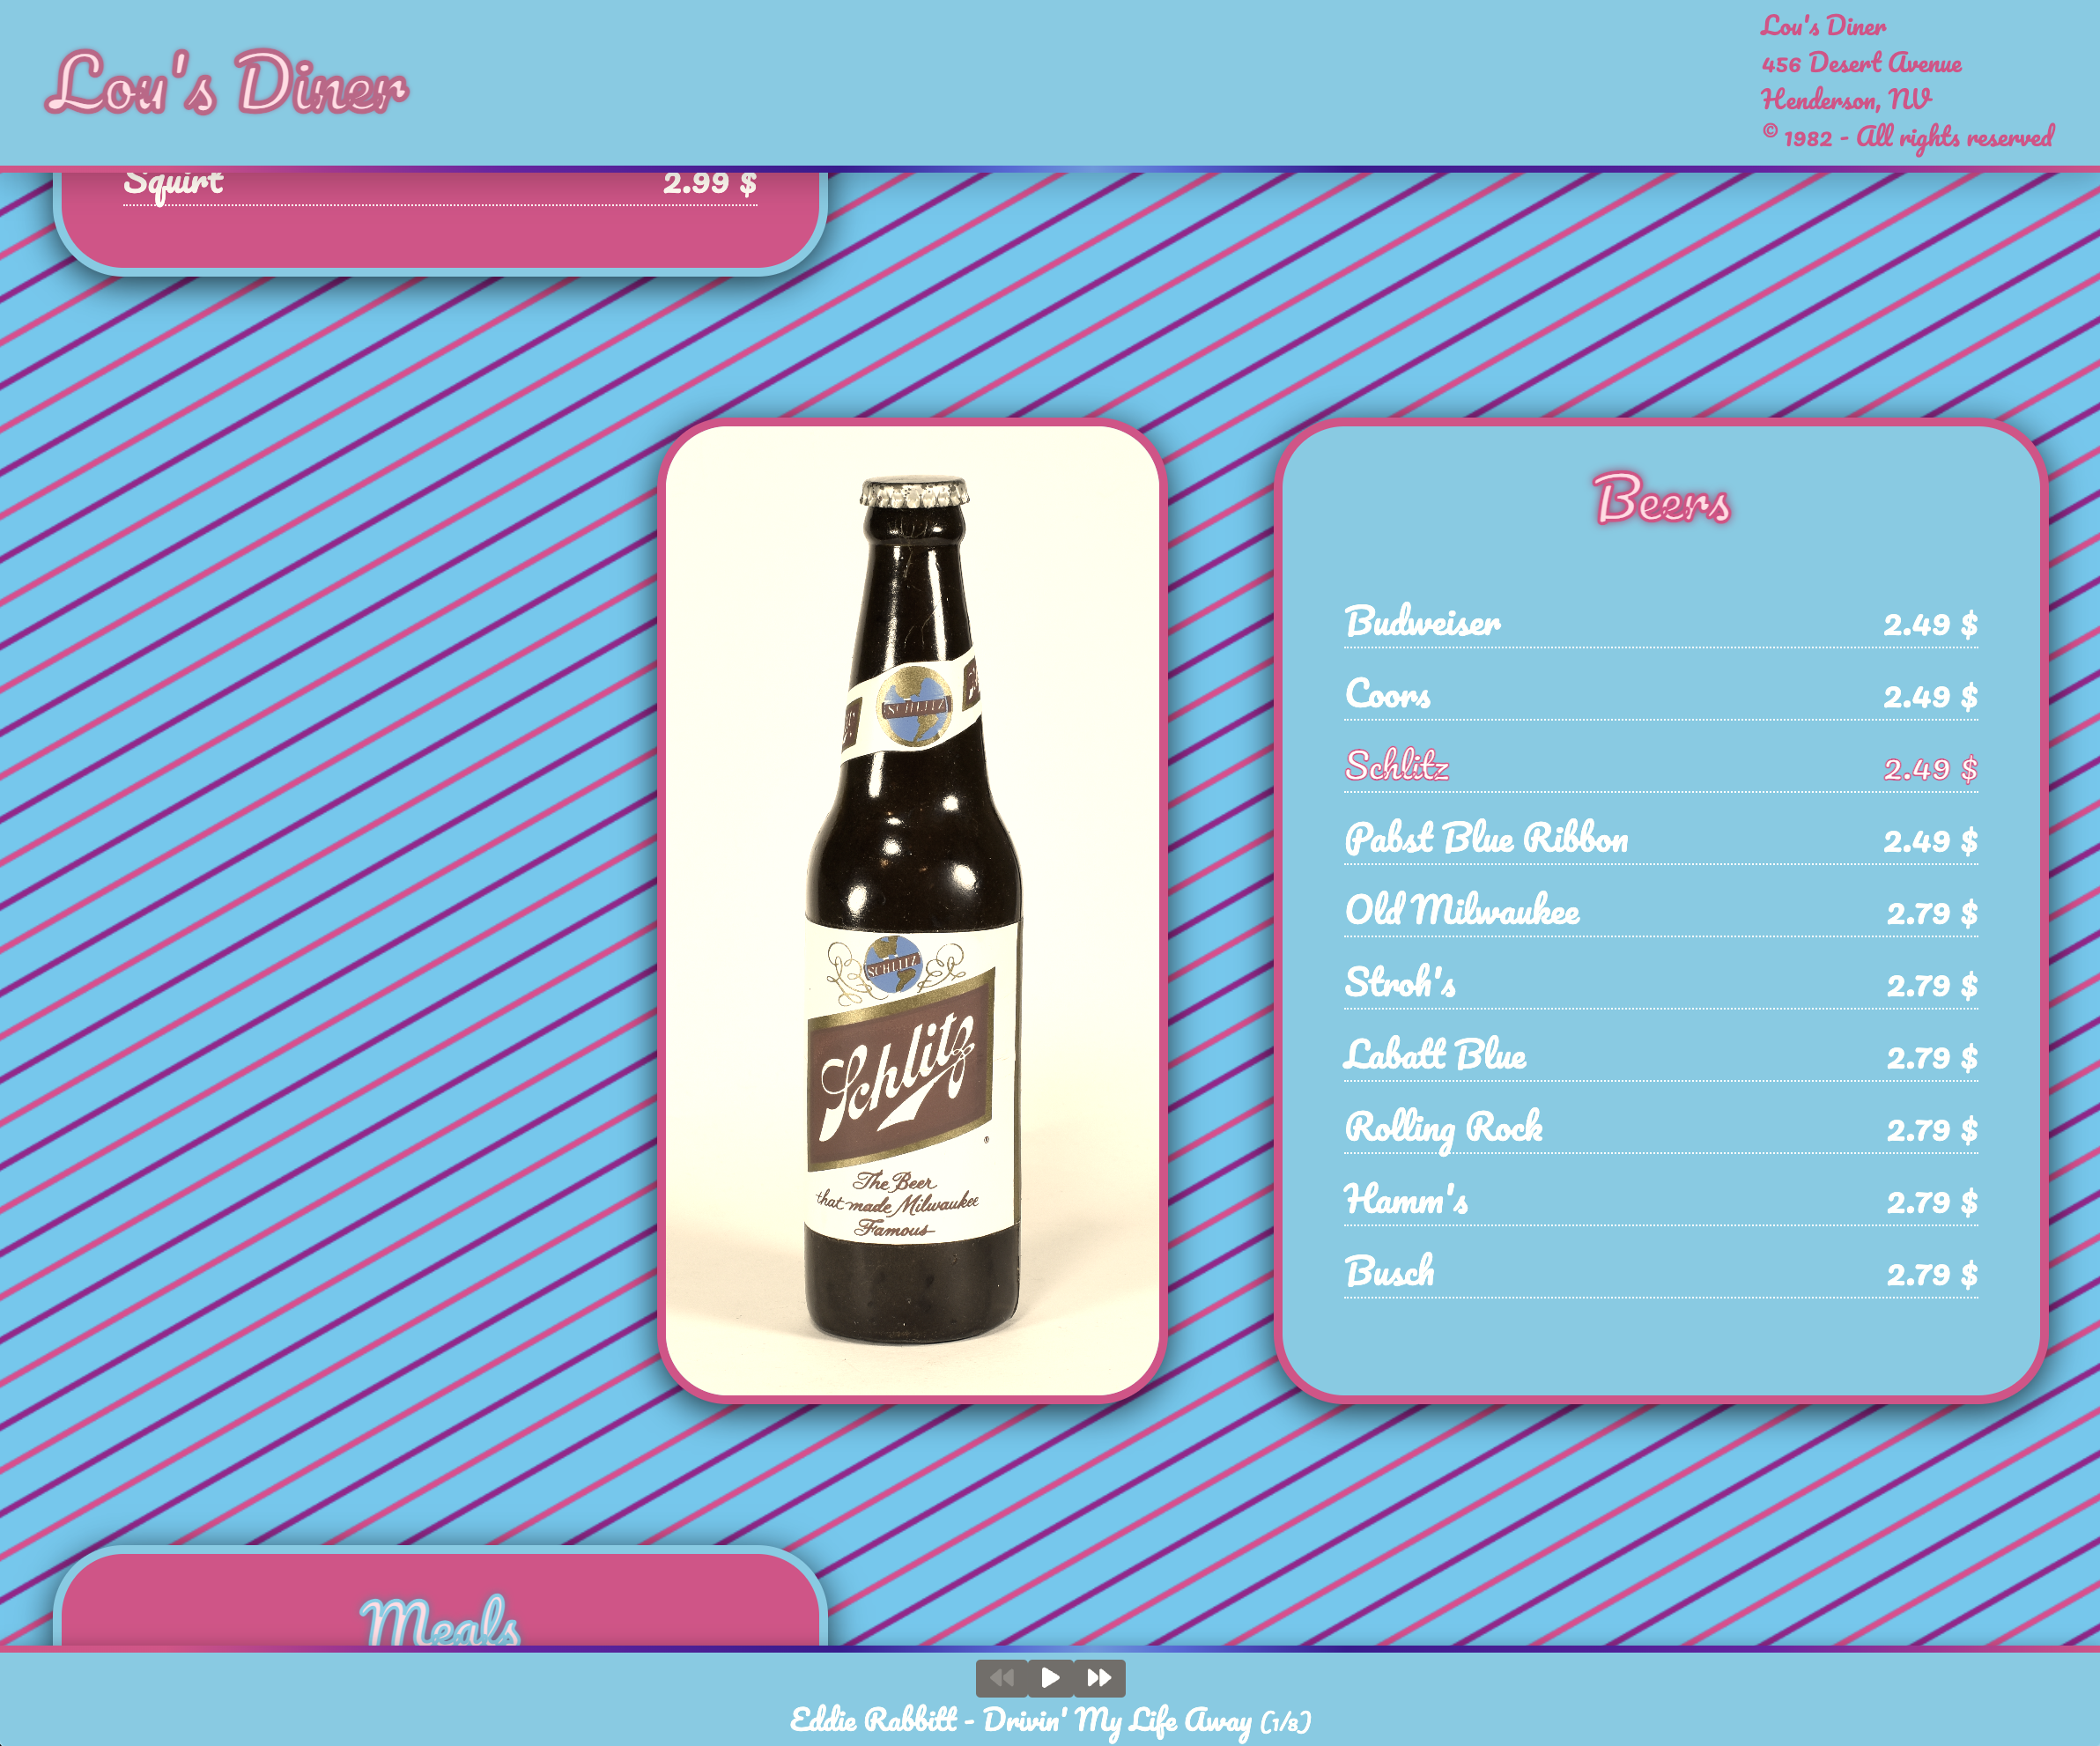 Lou's Diner
Lou's Diner
456 Desert Avenue
Henderson, NV
© 1982 - All rights reserved
Squirt 2.99 $
SCHLITZ
SCHLITZ
Schlitz
®
The Beer
that made Milwaukee
Famous
Beers
Budweiser 2.49 $
Coors 2.49 $
Schlitz 2.49 $
Pabst Blue Ribbon 2.49 $
Old Milwaukee 2.79 $
Stroh's 2.79 $
Labatt Blue 2.79 $
Rolling Rock 2.79 $
Hamm's 2.79 $
Busch 2.79 $
Meals
Eddie Rabbitt - Drivin' My Life Away (1/8)